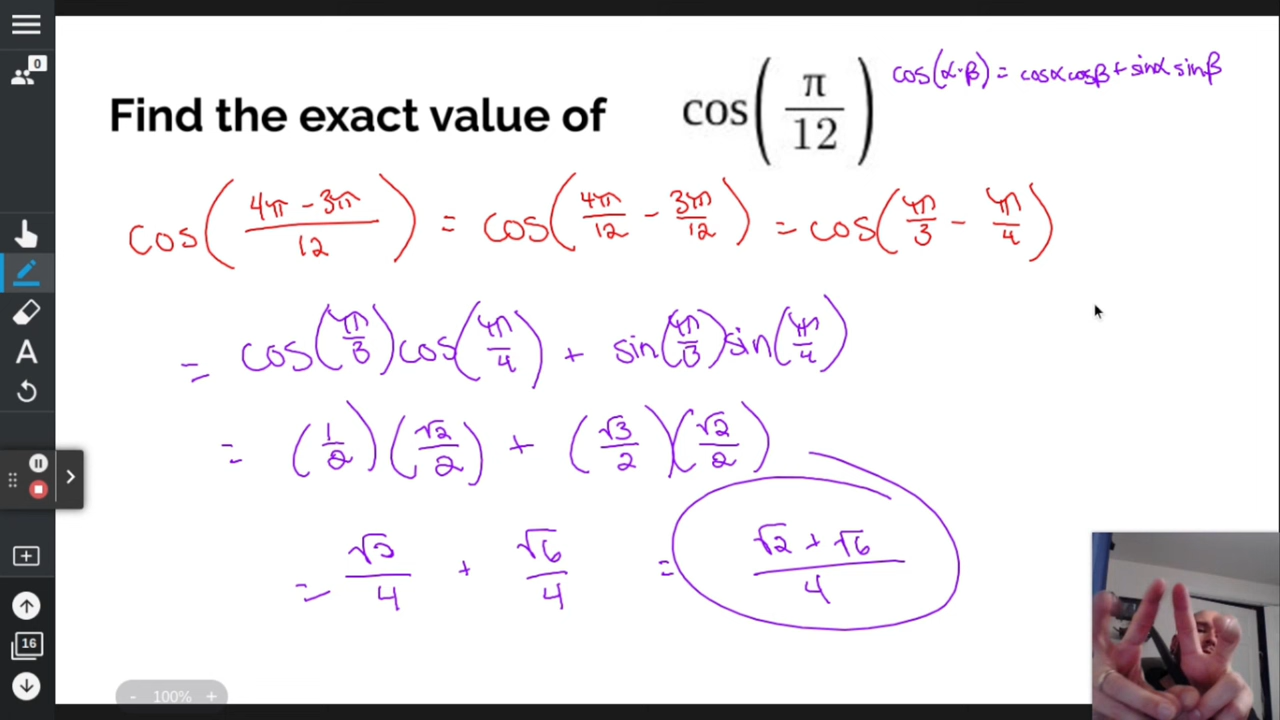 0
Find the exact value of cos(π/12) cos(α-β) = cosαcosβ + sinα sinβ
cos((4π - 3π)/12) = cos(4π/12 - 3π/12) = cos(π/3 - π/4)
= cos(π/3)cos(π/4) + sin(π/3)sin(π/4)
= (1/2)(√2/2) + (√3/2)(√2/2)
= √2/4 + √6/4 = (√2 + √6)/4
A
16
- 100% +